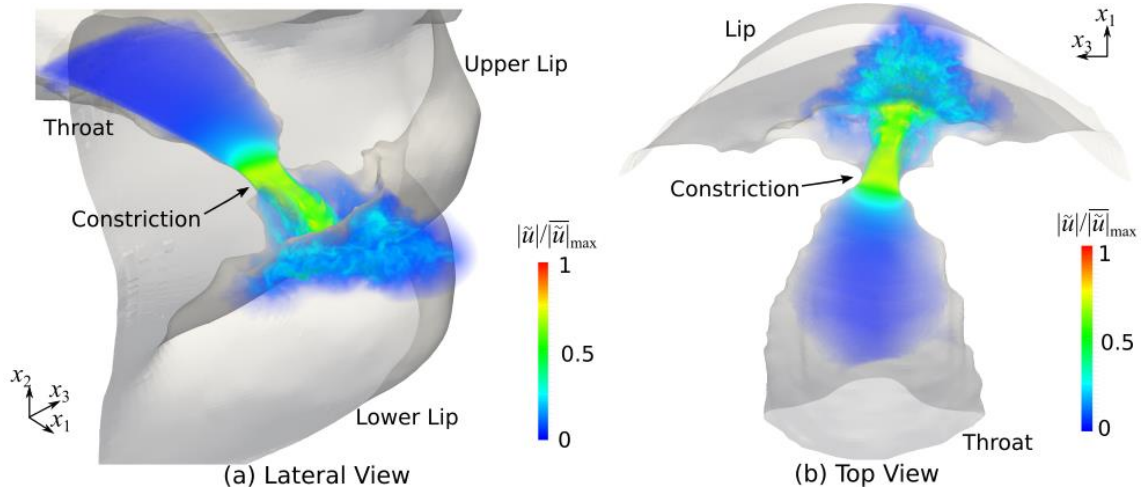 Upper Lip
Throat
Constriction
|ũ|/|ũ̅|max
1
0.5
0
x2
x3
x1
Lower Lip
(a) Lateral View
Lip
x1
x3
Constriction
|ũ|/|ũ̅|max
1
0.5
0
Throat
(b) Top View